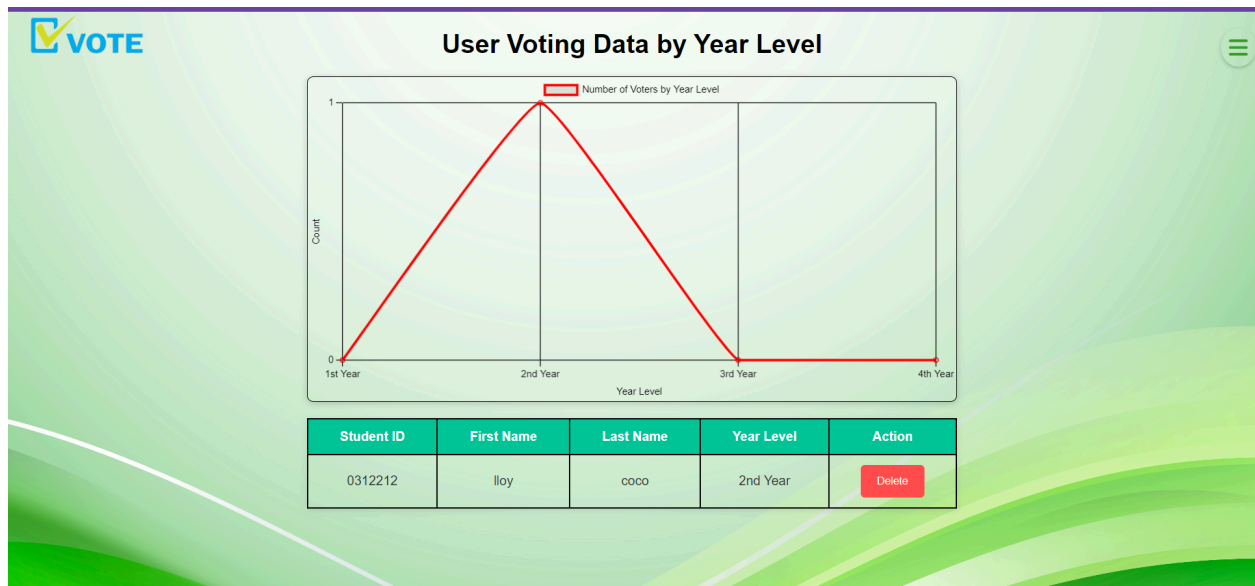 VOTE
User Voting Data by Year Level
Number of Voters by Year Level
1
Count
0
1st Year 2nd Year 3rd Year 4th Year
Year Level
Student ID First Name Last Name Year Level Action
0312212 lloy coco 2nd Year Delete